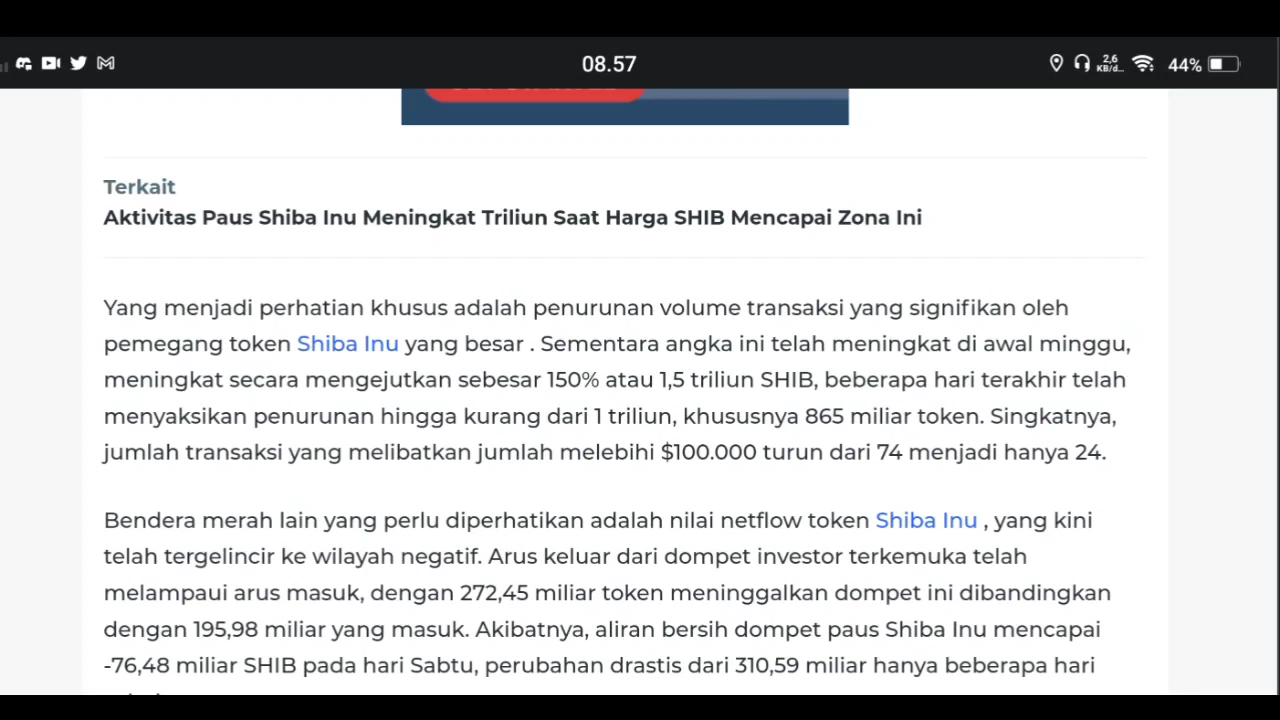 08.57
2,6
KB/d...
44%
Terkait
Aktivitas Paus Shiba Inu Meningkat Triliun Saat Harga SHIB Mencapai Zona Ini
Yang menjadi perhatian khusus adalah penurunan volume transaksi yang signifikan oleh
pemegang token Shiba Inu yang besar . Sementara angka ini telah meningkat di awal minggu,
meningkat secara mengejutkan sebesar 150% atau 1,5 triliun SHIB, beberapa hari terakhir telah
menyaksikan penurunan hingga kurang dari 1 triliun, khususnya 865 miliar token. Singkatnya,
jumlah transaksi yang melibatkan jumlah melebihi $100.000 turun dari 74 menjadi hanya 24.
Bendera merah lain yang perlu diperhatikan adalah nilai netflow token Shiba Inu , yang kini
telah tergelincir ke wilayah negatif. Arus keluar dari dompet investor terkemuka telah
melampaui arus masuk, dengan 272,45 miliar token meninggalkan dompet ini dibandingkan
dengan 195,98 miliar yang masuk. Akibatnya, aliran bersih dompet paus Shiba Inu mencapai
-76,48 miliar SHIB pada hari Sabtu, perubahan drastis dari 310,59 miliar hanya beberapa hari